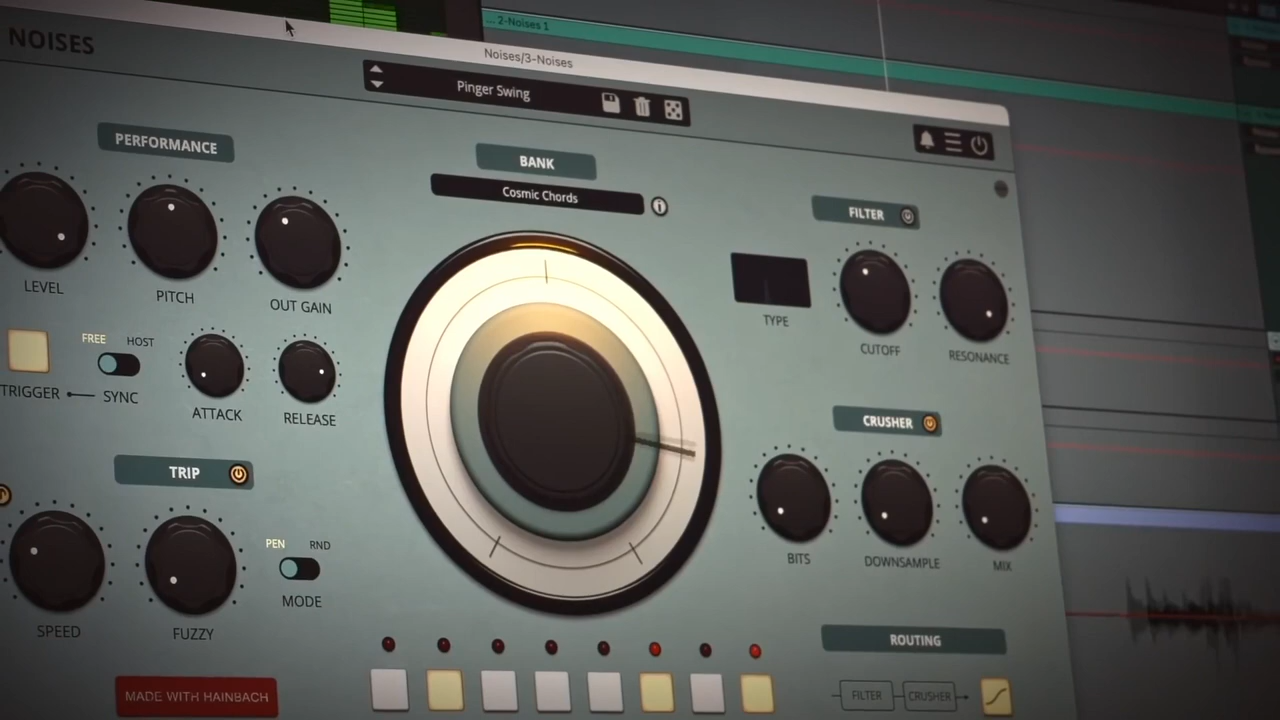 ... 2-Noises 1
NOISES
Noises/3-Noises
Pinger Swing
PERFORMANCE
BANK
Cosmic Chords
FILTER
LEVEL
PITCH
OUT GAIN
TYPE
CUTOFF
RESONANCE
FREE
HOST
TRIGGER
SYNC
ATTACK
RELEASE
CRUSHER
TRIP
BITS
DOWNSAMPLE
MIX
PEN
RND
MODE
SPEED
FUZZY
ROUTING
MADE WITH HAINBACH
FILTER
CRUSHER